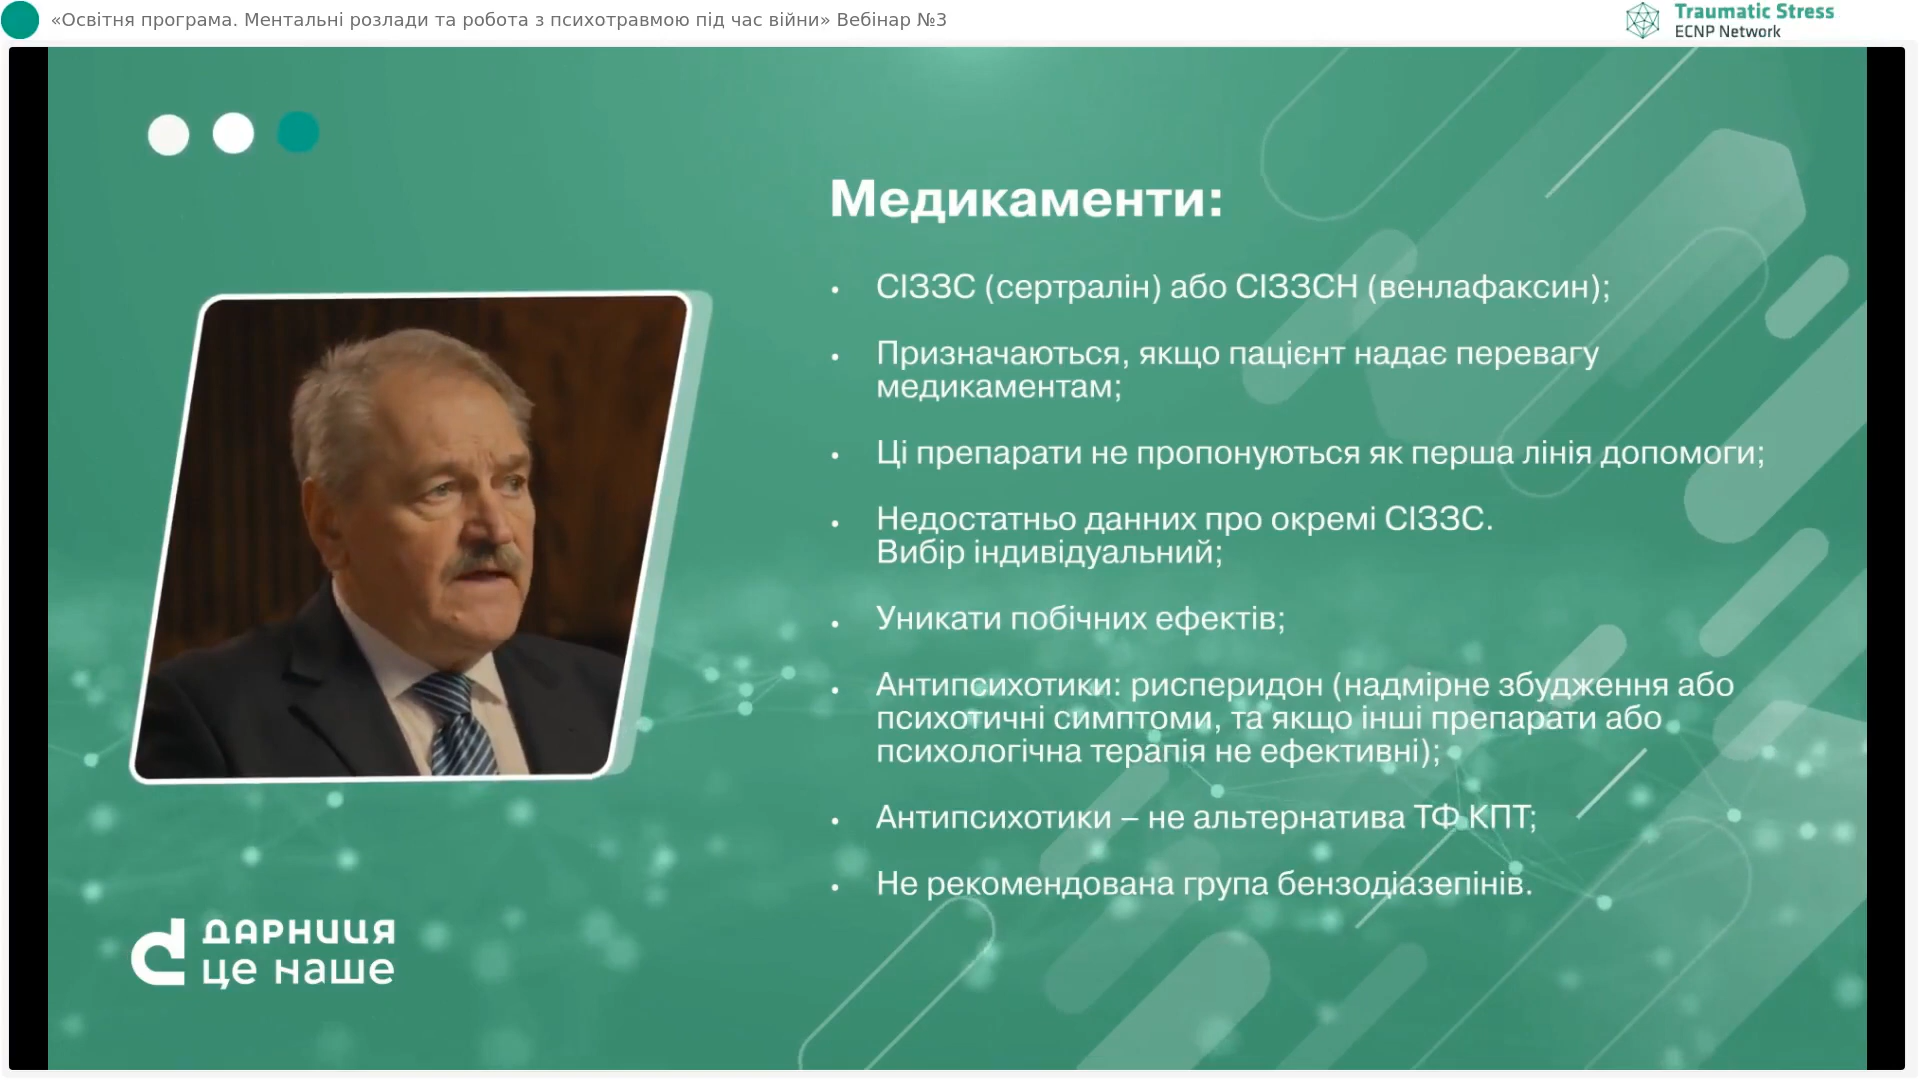 «Освітня програма. Ментальні розлади та робота з психотравмою під час війни» Вебінар №3
Traumatic Stress
ECNP Network
Медикаменти:
• СІЗЗС (сертралін) або СІЗЗСН (венлафаксин);
• Призначаються, якщо пацієнт надає перевагу
медикаментам;
• Ці препарати не пропонуються як перша лінія допомоги;
• Недостатньо данних про окремі СІЗЗС.
Вибір індивідуальний;
• Уникати побічних ефектів;
• Антипсихотики: рисперидон (надмірне збудження або
психотичні симптоми, та якщо інші препарати або
психологічна терапія не ефективні);
• Антипсихотики – не альтернатива ТФ КПТ;
• Не рекомендована група бензодіазепінів.
ДАРНИЦЯ
це наше